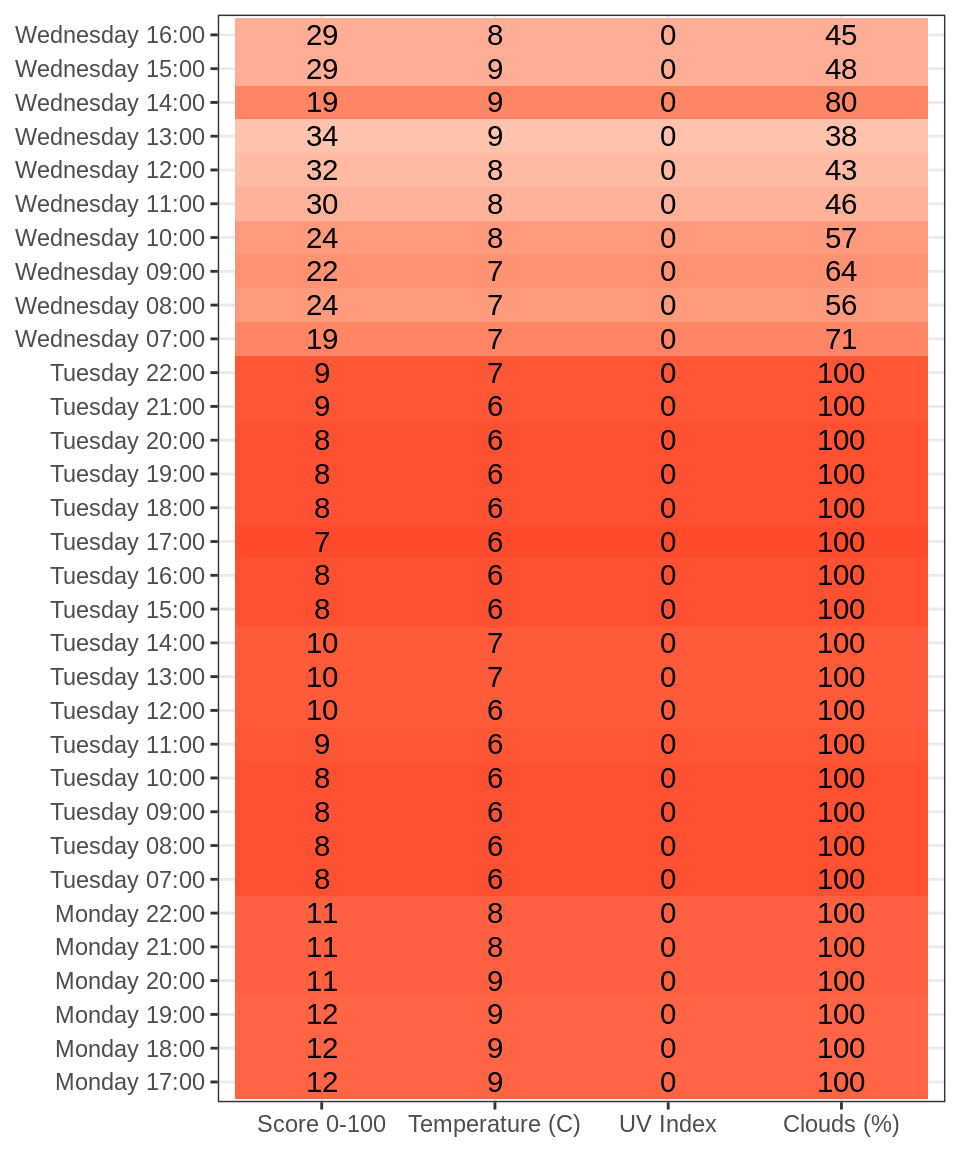 Wednesday 16:00 29 8 0 45
Wednesday 15:00 29 9 0 48
Wednesday 14:00 19 9 0 80
Wednesday 13:00 34 9 0 38
Wednesday 12:00 32 8 0 43
Wednesday 11:00 30 8 0 46
Wednesday 10:00 24 8 0 57
Wednesday 09:00 22 7 0 64
Wednesday 08:00 24 7 0 56
Wednesday 07:00 19 7 0 71
Tuesday 22:00 9 7 0 100
Tuesday 21:00 9 6 0 100
Tuesday 20:00 8 6 0 100
Tuesday 19:00 8 6 0 100
Tuesday 18:00 8 6 0 100
Tuesday 17:00 7 6 0 100
Tuesday 16:00 8 6 0 100
Tuesday 15:00 8 6 0 100
Tuesday 14:00 10 7 0 100
Tuesday 13:00 10 7 0 100
Tuesday 12:00 10 6 0 100
Tuesday 11:00 9 6 0 100
Tuesday 10:00 8 6 0 100
Tuesday 09:00 8 6 0 100
Tuesday 08:00 8 6 0 100
Tuesday 07:00 8 6 0 100
Monday 22:00 11 8 0 100
Monday 21:00 11 8 0 100
Monday 20:00 11 9 0 100
Monday 19:00 12 9 0 100
Monday 18:00 12 9 0 100
Monday 17:00 12 9 0 100
Score 0-100 Temperature (C) UV Index Clouds (%)